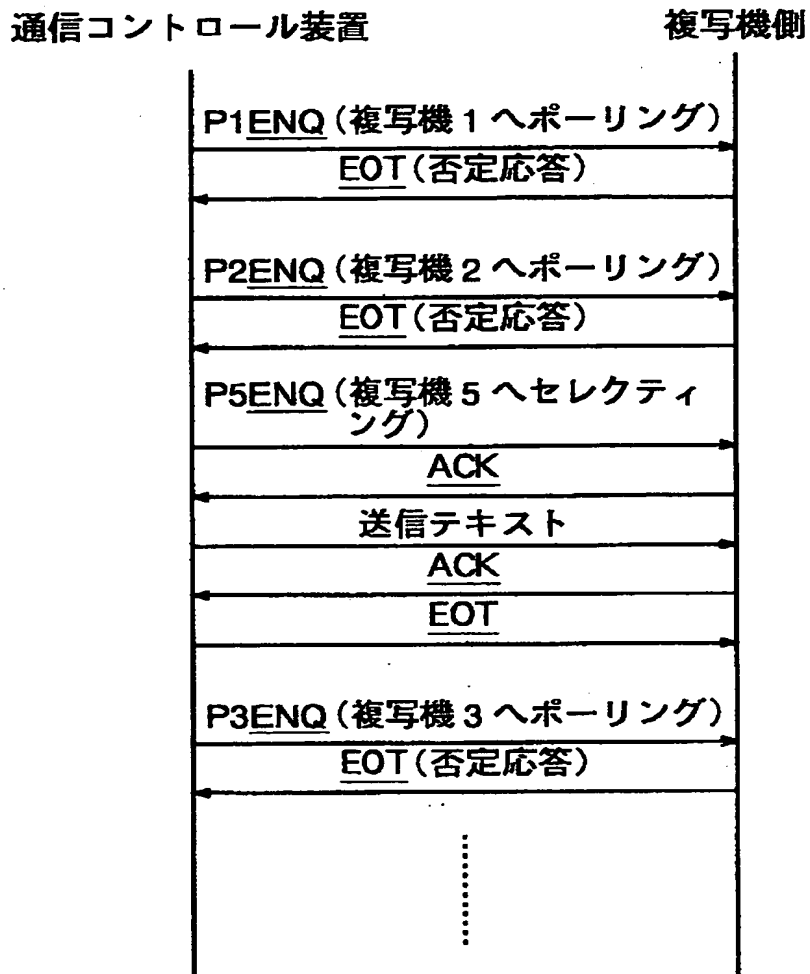 通信コントロール装置
複写機側
P1ENQ(複写機1へポーリング)
EOT(否定応答)
P2ENQ(複写機2へポーリング)
EOT(否定応答)
P5ENQ(複写機5へセレクティ
ング)
ACK
送信テキスト
ACK
EOT
P3ENQ(複写機3へポーリング)
EOT(否定応答)